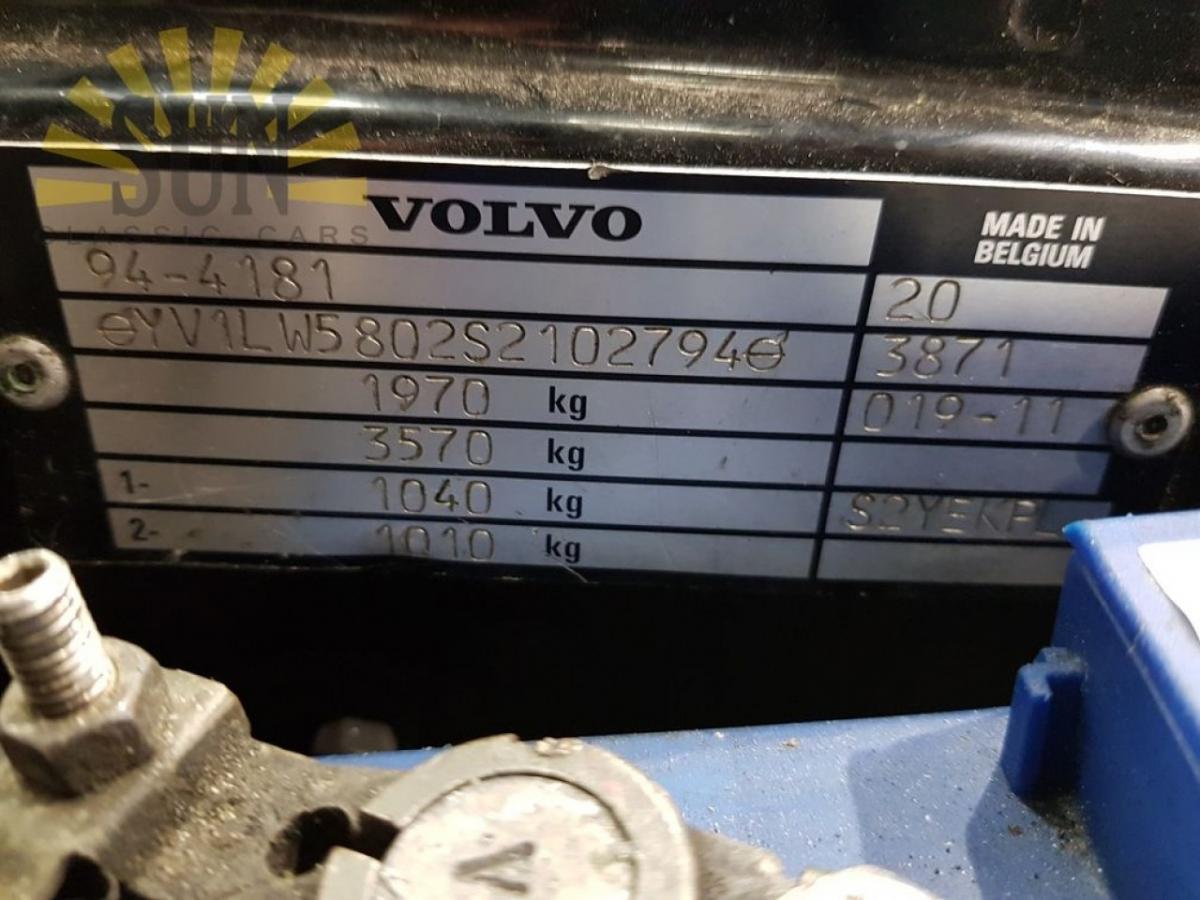 SUN
CLASSIC CARS
VOLVO
MADE IN
BELGIUM
94-4181
20
YV1LW5802S2102794
3871
1970 kg
019-11
3570 kg
1- 1040 kg
2- 1010 kg
V